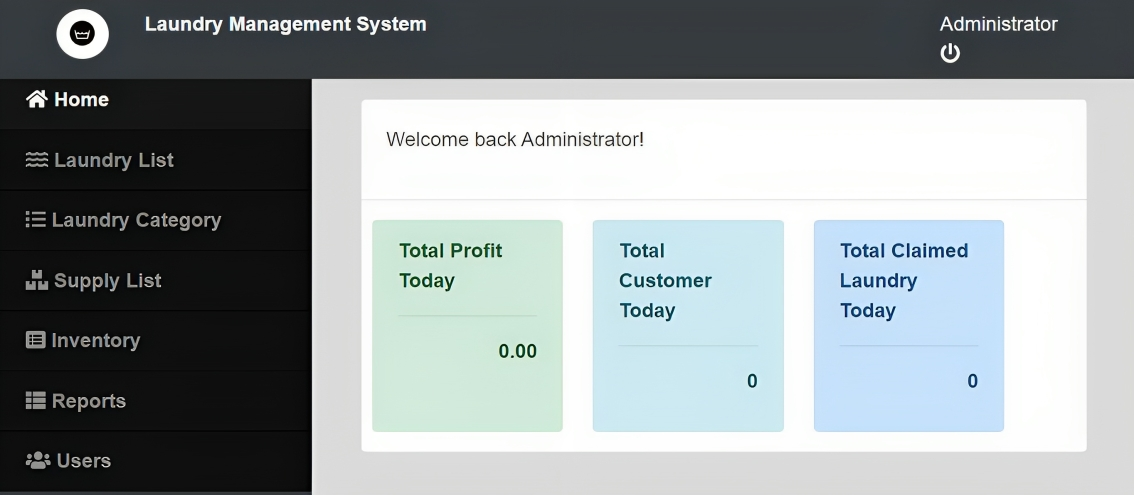 Laundry Management System
Administrator
Home
Laundry List
Laundry Category
Supply List
Inventory
Reports
Users
Welcome back Administrator!
Total Profit
Today
0.00
Total
Customer
Today
0
Total Claimed
Laundry
Today
0